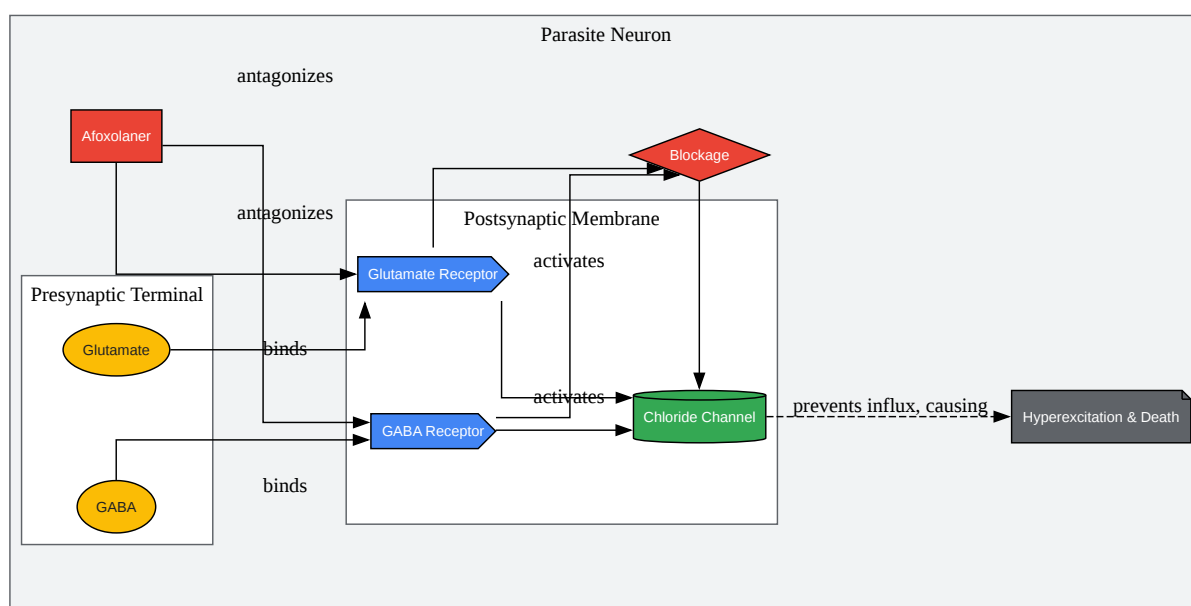 Parasite Neuron
antagonizes
Afoxolaner
Blockage
antagonizes
Postsynaptic Membrane
activates
Glutamate Receptor
Presynaptic Terminal
Glutamate
binds
activates
prevents influx, causing
Chloride Channel
Hyperexcitation & Death
GABA Receptor
binds
GABA